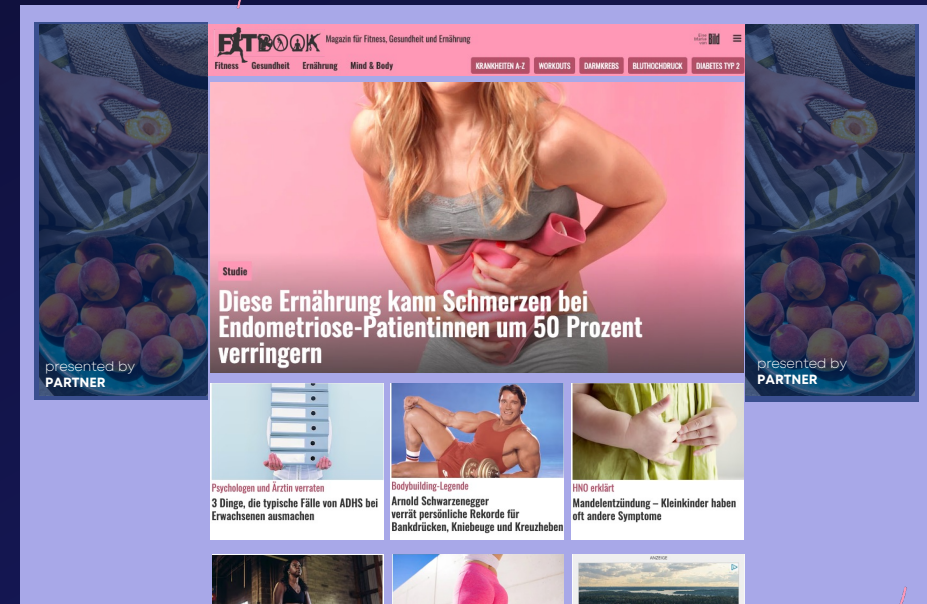 FITBOOK Magazin für Fitness, Gesundheit und Ernährung
Bild
Fitness Gesundheit Ernährung Mind & Body
KRANKHEITEN A-Z WORKOUTS DARMKREBS BLUTHOCHDRUCK DIABETES TYP 2
Studie
Diese Ernährung kann Schmerzen bei
Endometriose-Patientinnen um 50 Prozent
verringern
presented by
PARTNER
presented by
PARTNER
Psychologen und Ärztin verraten
3 Dinge, die typische Fälle von ADHS bei
Erwachsenen ausmachen
Bodybuilding-Legende
Arnold Schwarzenegger
verrät persönliche Rekorde für
Bankdrücken, Kniebeuge und Kreuzheben
HNO erklärt
Mandelentzündung – Kleinkinder haben
oft andere Symptome
ANZEIGE